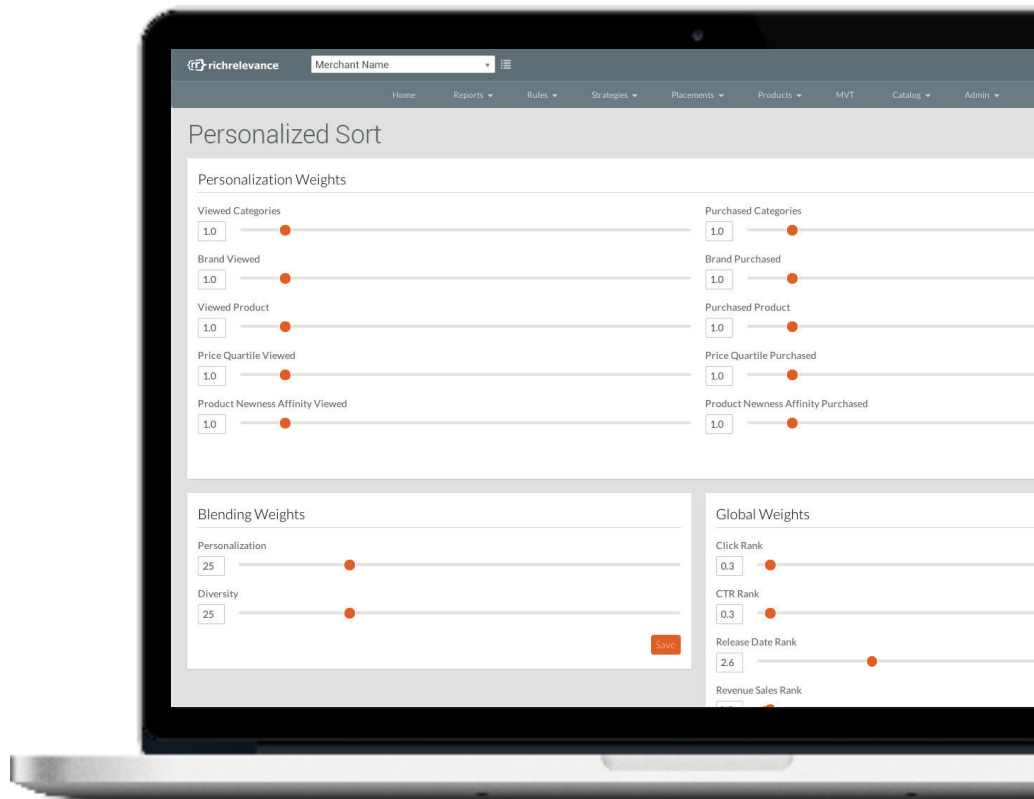 {rr} richrelevance
Merchant Name
Home Reports Rules Strategies Placements Products MVT Catalog Admin
Personalized Sort
Personalization Weights
Viewed Categories
1.0
Brand Viewed
1.0
Viewed Product
1.0
Price Quartile Viewed
1.0
Product Newness Affinity Viewed
1.0
Purchased Categories
1.0
Brand Purchased
1.0
Purchased Product
1.0
Price Quartile Purchased
1.0
Product Newness Affinity Purchased
1.0
Blending Weights
Personalization
25
Diversity
25
Save
Global Weights
Click Rank
0.3
CTR Rank
0.3
Release Date Rank
2.6
Revenue Sales Rank